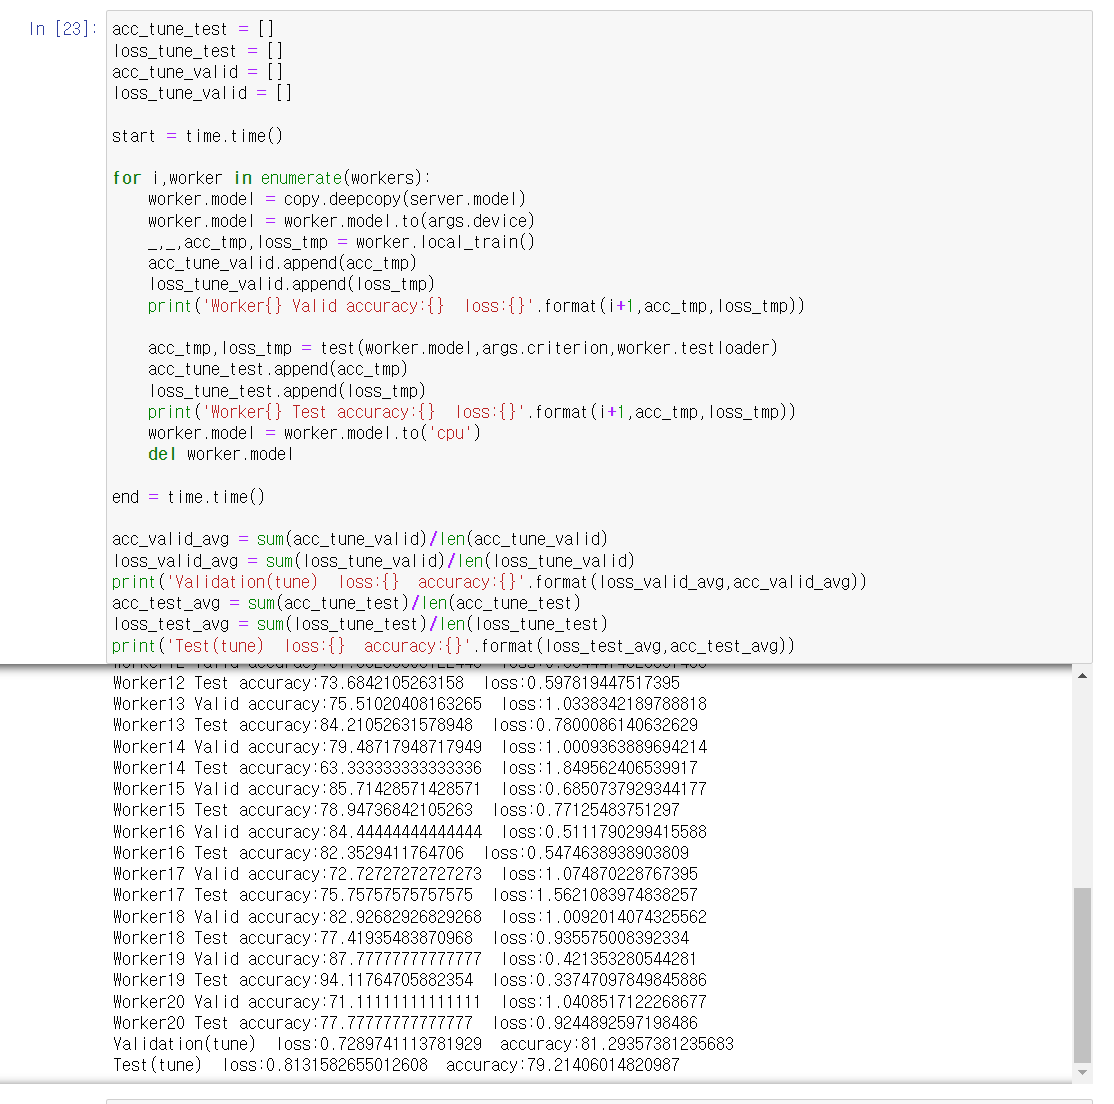 In [23]:
acc_tune_test = []
loss_tune_test = []
acc_tune_valid = []
loss_tune_valid = []
start = time.time()
for i,worker in enumerate(workers):
worker.model = copy.deepcopy(server.model)
worker.model = worker.model.to(args.device)
_,_,acc_tmp,loss_tmp = worker.local_train()
acc_tune_valid.append(acc_tmp)
loss_tune_valid.append(loss_tmp)
print('Worker{} Valid accuracy:{}  loss:{}'.format(i+1,acc_tmp,loss_tmp))
acc_tmp,loss_tmp = test(worker.model,args.criterion,worker.testloader)
acc_tune_test.append(acc_tmp)
loss_tune_test.append(loss_tmp)
print('Worker{} Test accuracy:{}  loss:{}'.format(i+1,acc_tmp,loss_tmp))
worker.model = worker.model.to('cpu')
del worker.model
end = time.time()
acc_valid_avg = sum(acc_tune_valid)/len(acc_tune_valid)
loss_valid_avg = sum(loss_tune_valid)/len(loss_tune_valid)
print('Validation(tune)  loss:{}  accuracy:{}'.format(loss_valid_avg,acc_valid_avg))
acc_test_avg = sum(acc_tune_test)/len(acc_tune_test)
loss_test_avg = sum(loss_tune_test)/len(loss_tune_test)
print('Test(tune)  loss:{}  accuracy:{}'.format(loss_test_avg,acc_test_avg))
Worker12 Test accuracy:73.6842105263158  loss:0.597819447517395
Worker13 Valid accuracy:75.51020408163265  loss:1.0338342189788818
Worker13 Test accuracy:84.21052631578948  loss:0.7800086140632629
Worker14 Valid accuracy:79.48717948717949  loss:1.0009363889694214
Worker14 Test accuracy:63.333333333333336  loss:1.849562406539917
Worker15 Valid accuracy:85.71428571428571  loss:0.6850737929344177
Worker15 Test accuracy:78.94736842105263  loss:0.77125483751297
Worker16 Valid accuracy:84.44444444444444  loss:0.5111790299415588
Worker16 Test accuracy:82.3529411764706  loss:0.5474638938903809
Worker17 Valid accuracy:72.72727272727273  loss:1.074870228767395
Worker17 Test accuracy:75.75757575757575  loss:1.5621083974838257
Worker18 Valid accuracy:82.92682926829268  loss:1.0092014074325562
Worker18 Test accuracy:77.41935483870968  loss:0.935575008392334
Worker19 Valid accuracy:87.77777777777777  loss:0.421353280544281
Worker19 Test accuracy:94.11764705882354  loss:0.33747097849845886
Worker20 Valid accuracy:71.11111111111111  loss:1.0408517122268677
Worker20 Test accuracy:77.77777777777777  loss:0.9244892597198486
Validation(tune)  loss:0.7289741113781929  accuracy:81.29357381235683
Test(tune)  loss:0.8131582655012608  accuracy:79.21406014820987